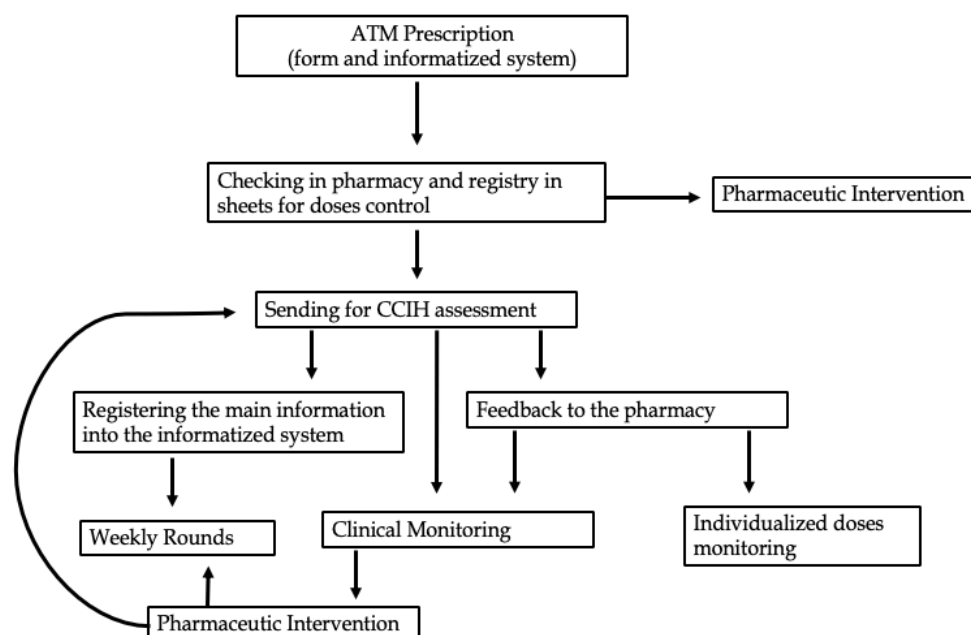 ATM Prescription
(form and informatized system)
Checking in pharmacy and registry in
sheets for doses control
Pharmaceutic Intervention
Sending for CCIH assessment
Registering the main information
into the informatized system
Feedback to the pharmacy
Weekly Rounds
Clinical Monitoring
Individualized doses
monitoring
Pharmaceutic Intervention